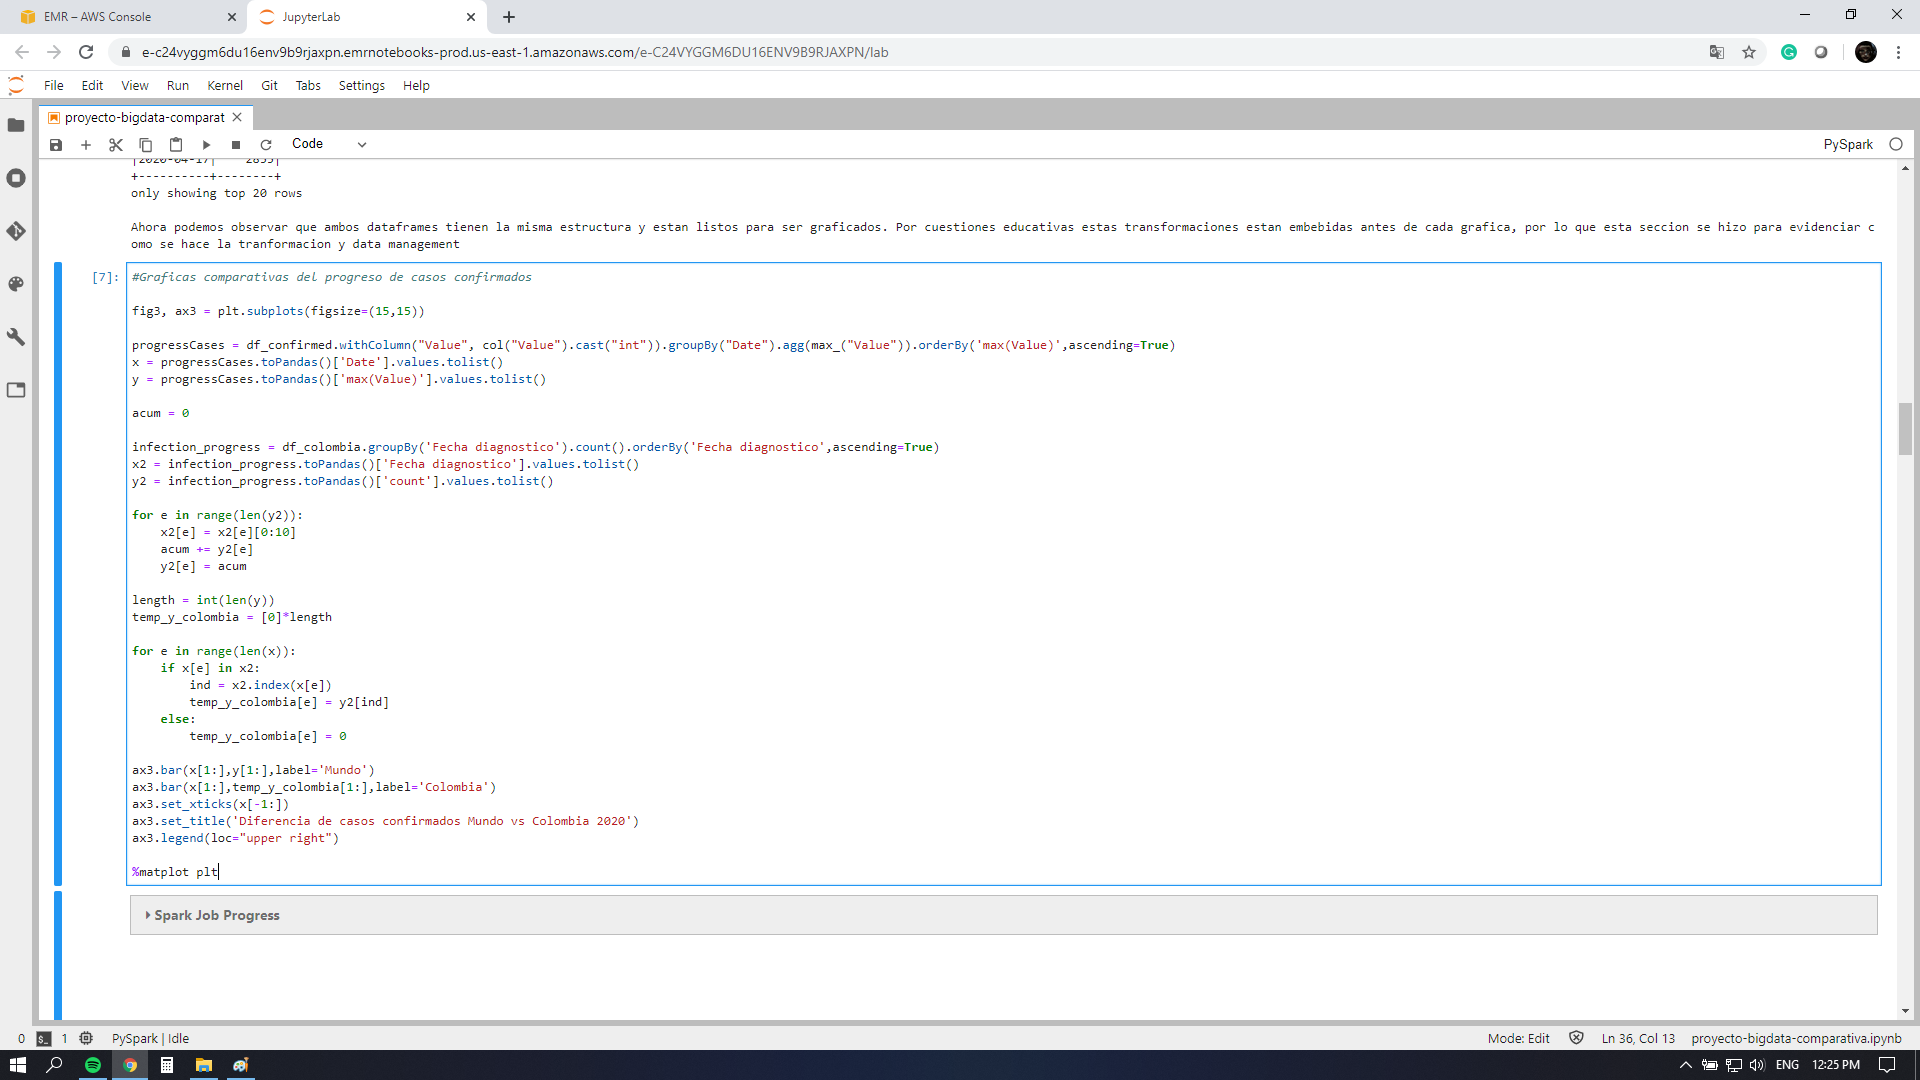 EMR – AWS Console
JupyterLab
e-c24vyggm6du16env9b9rjaxpn.emrnotebooks-prod.us-east-1.amazonaws.com/e-C24VYGGM6DU16ENV9B9RJAXPN/lab
File Edit View Run Kernel Git Tabs Settings Help
proyecto-bigdata-comparat
Code
PySpark
|2020-04-17| 2855|
+----------+--------+
only showing top 20 rows
Ahora podemos observar que ambos dataframes tienen la misma estructura y estan listos para ser graficados. Por cuestiones educativas estas transformaciones estan embebidas antes de cada grafica, por lo que esta seccion se hizo para evidenciar c
omo se hace la tranformacion y data management
[7]:
#Graficas comparativas del progreso de casos confirmados
fig3, ax3 = plt.subplots(figsize=(15,15))
progressCases = df_confirmed.withColumn("Value", col("Value").cast("int")).groupBy("Date").agg(max_("Value")).orderBy('max(Value)',ascending=True)
x = progressCases.toPandas()['Date'].values.tolist()
y = progressCases.toPandas()['max(Value)'].values.tolist()
acum = 0
infection_progress = df_colombia.groupBy('Fecha diagnostico').count().orderBy('Fecha diagnostico',ascending=True)
x2 = infection_progress.toPandas()['Fecha diagnostico'].values.tolist()
y2 = infection_progress.toPandas()['count'].values.tolist()
for e in range(len(y2)):
    x2[e] = x2[e][0:10]
    acum += y2[e]
    y2[e] = acum
length = int(len(y))
temp_y_colombia = [0]*length
for e in range(len(x)):
    if x[e] in x2:
        ind = x2.index(x[e])
        temp_y_colombia[e] = y2[ind]
    else:
        temp_y_colombia[e] = 0
ax3.bar(x[1:],y[1:],label='Mundo')
ax3.bar(x[1:],temp_y_colombia[1:],label='Colombia')
ax3.set_xticks(x[-1:])
ax3.set_title('Diferencia de casos confirmados Mundo vs Colombia 2020')
ax3.legend(loc="upper right")
%matplot plt
Spark Job Progress
0 1 PySpark | Idle
Mode: Edit Ln 36, Col 13 proyecto-bigdata-comparativa.ipynb
ENG 12:25 PM